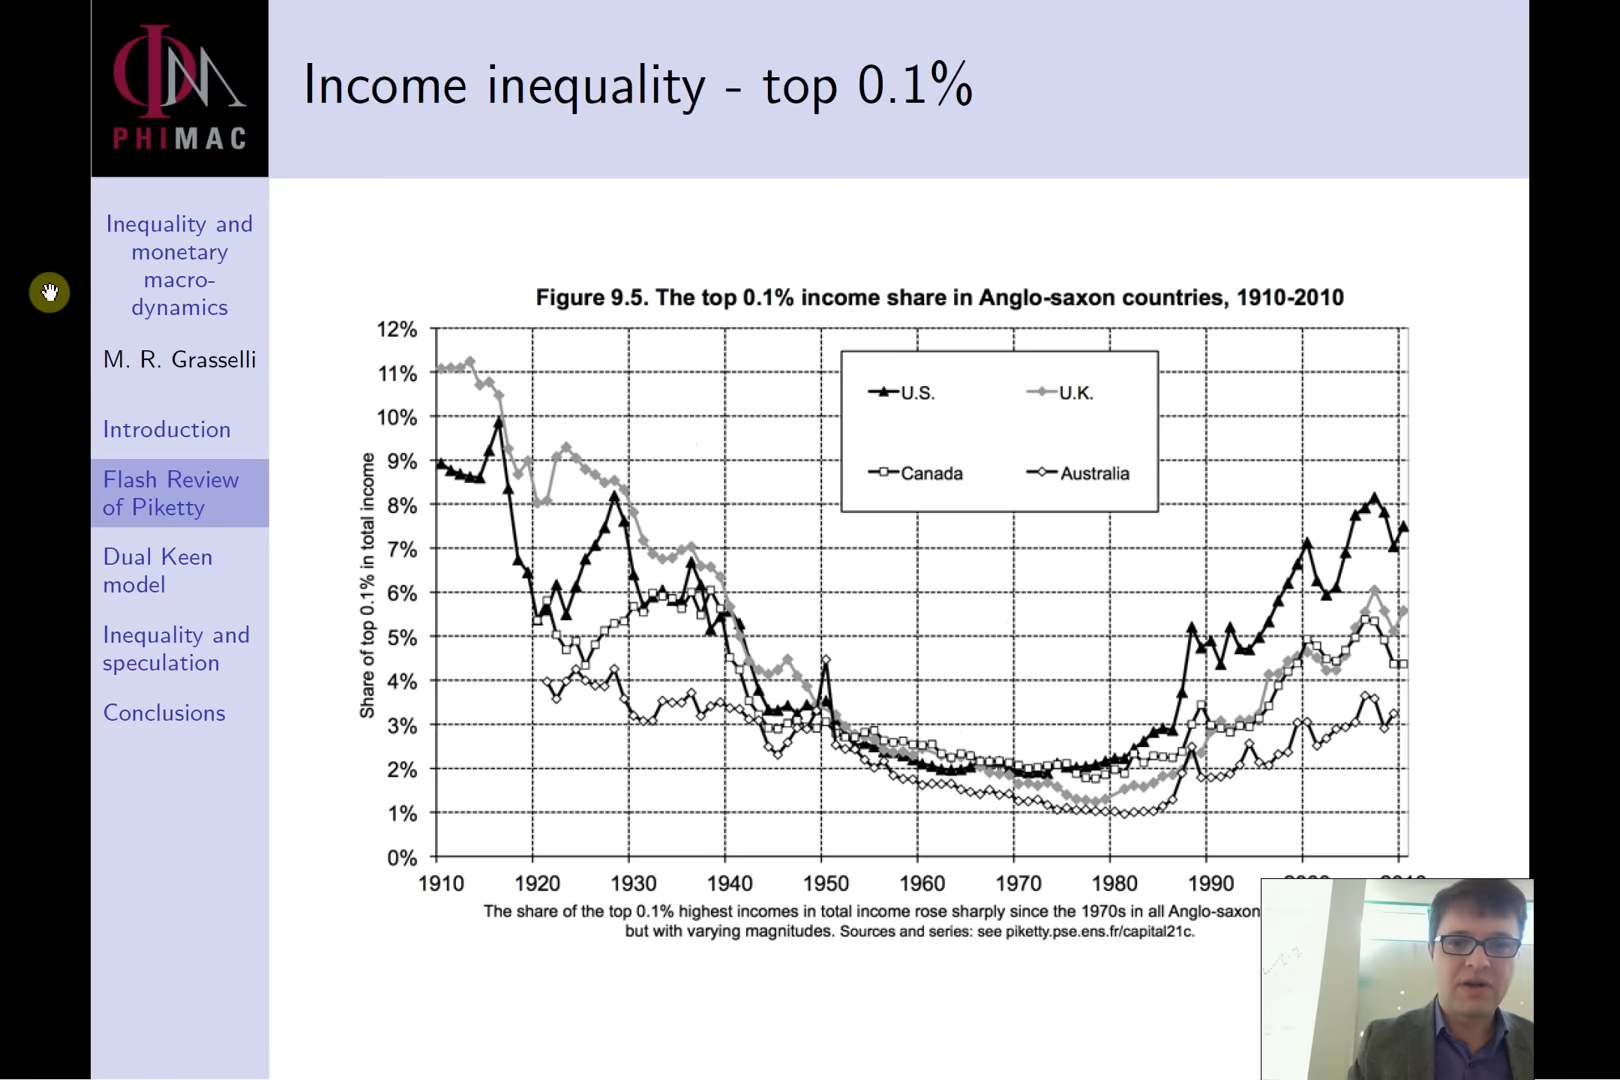 PHIMAC
Income inequality - top 0.1%
Inequality and
monetary
macro-
dynamics
M. R. Grasselli
Introduction
Flash Review
of Piketty
Dual Keen
model
Inequality and
speculation
Conclusions
Figure 9.5. The top 0.1% income share in Anglo-saxon countries, 1910-2010
Share of top 0.1% in total income
12%
11%
10%
9%
8%
7%
6%
5%
4%
3%
2%
1%
0%
U.S.
U.K.
Canada
Australia
1910 1920 1930 1940 1950 1960 1970 1980 1990
The share of the top 0.1% highest incomes in total income rose sharply since the 1970s in all Anglo-saxon
but with varying magnitudes. Sources and series: see piketty.pse.ens.fr/capital21c.